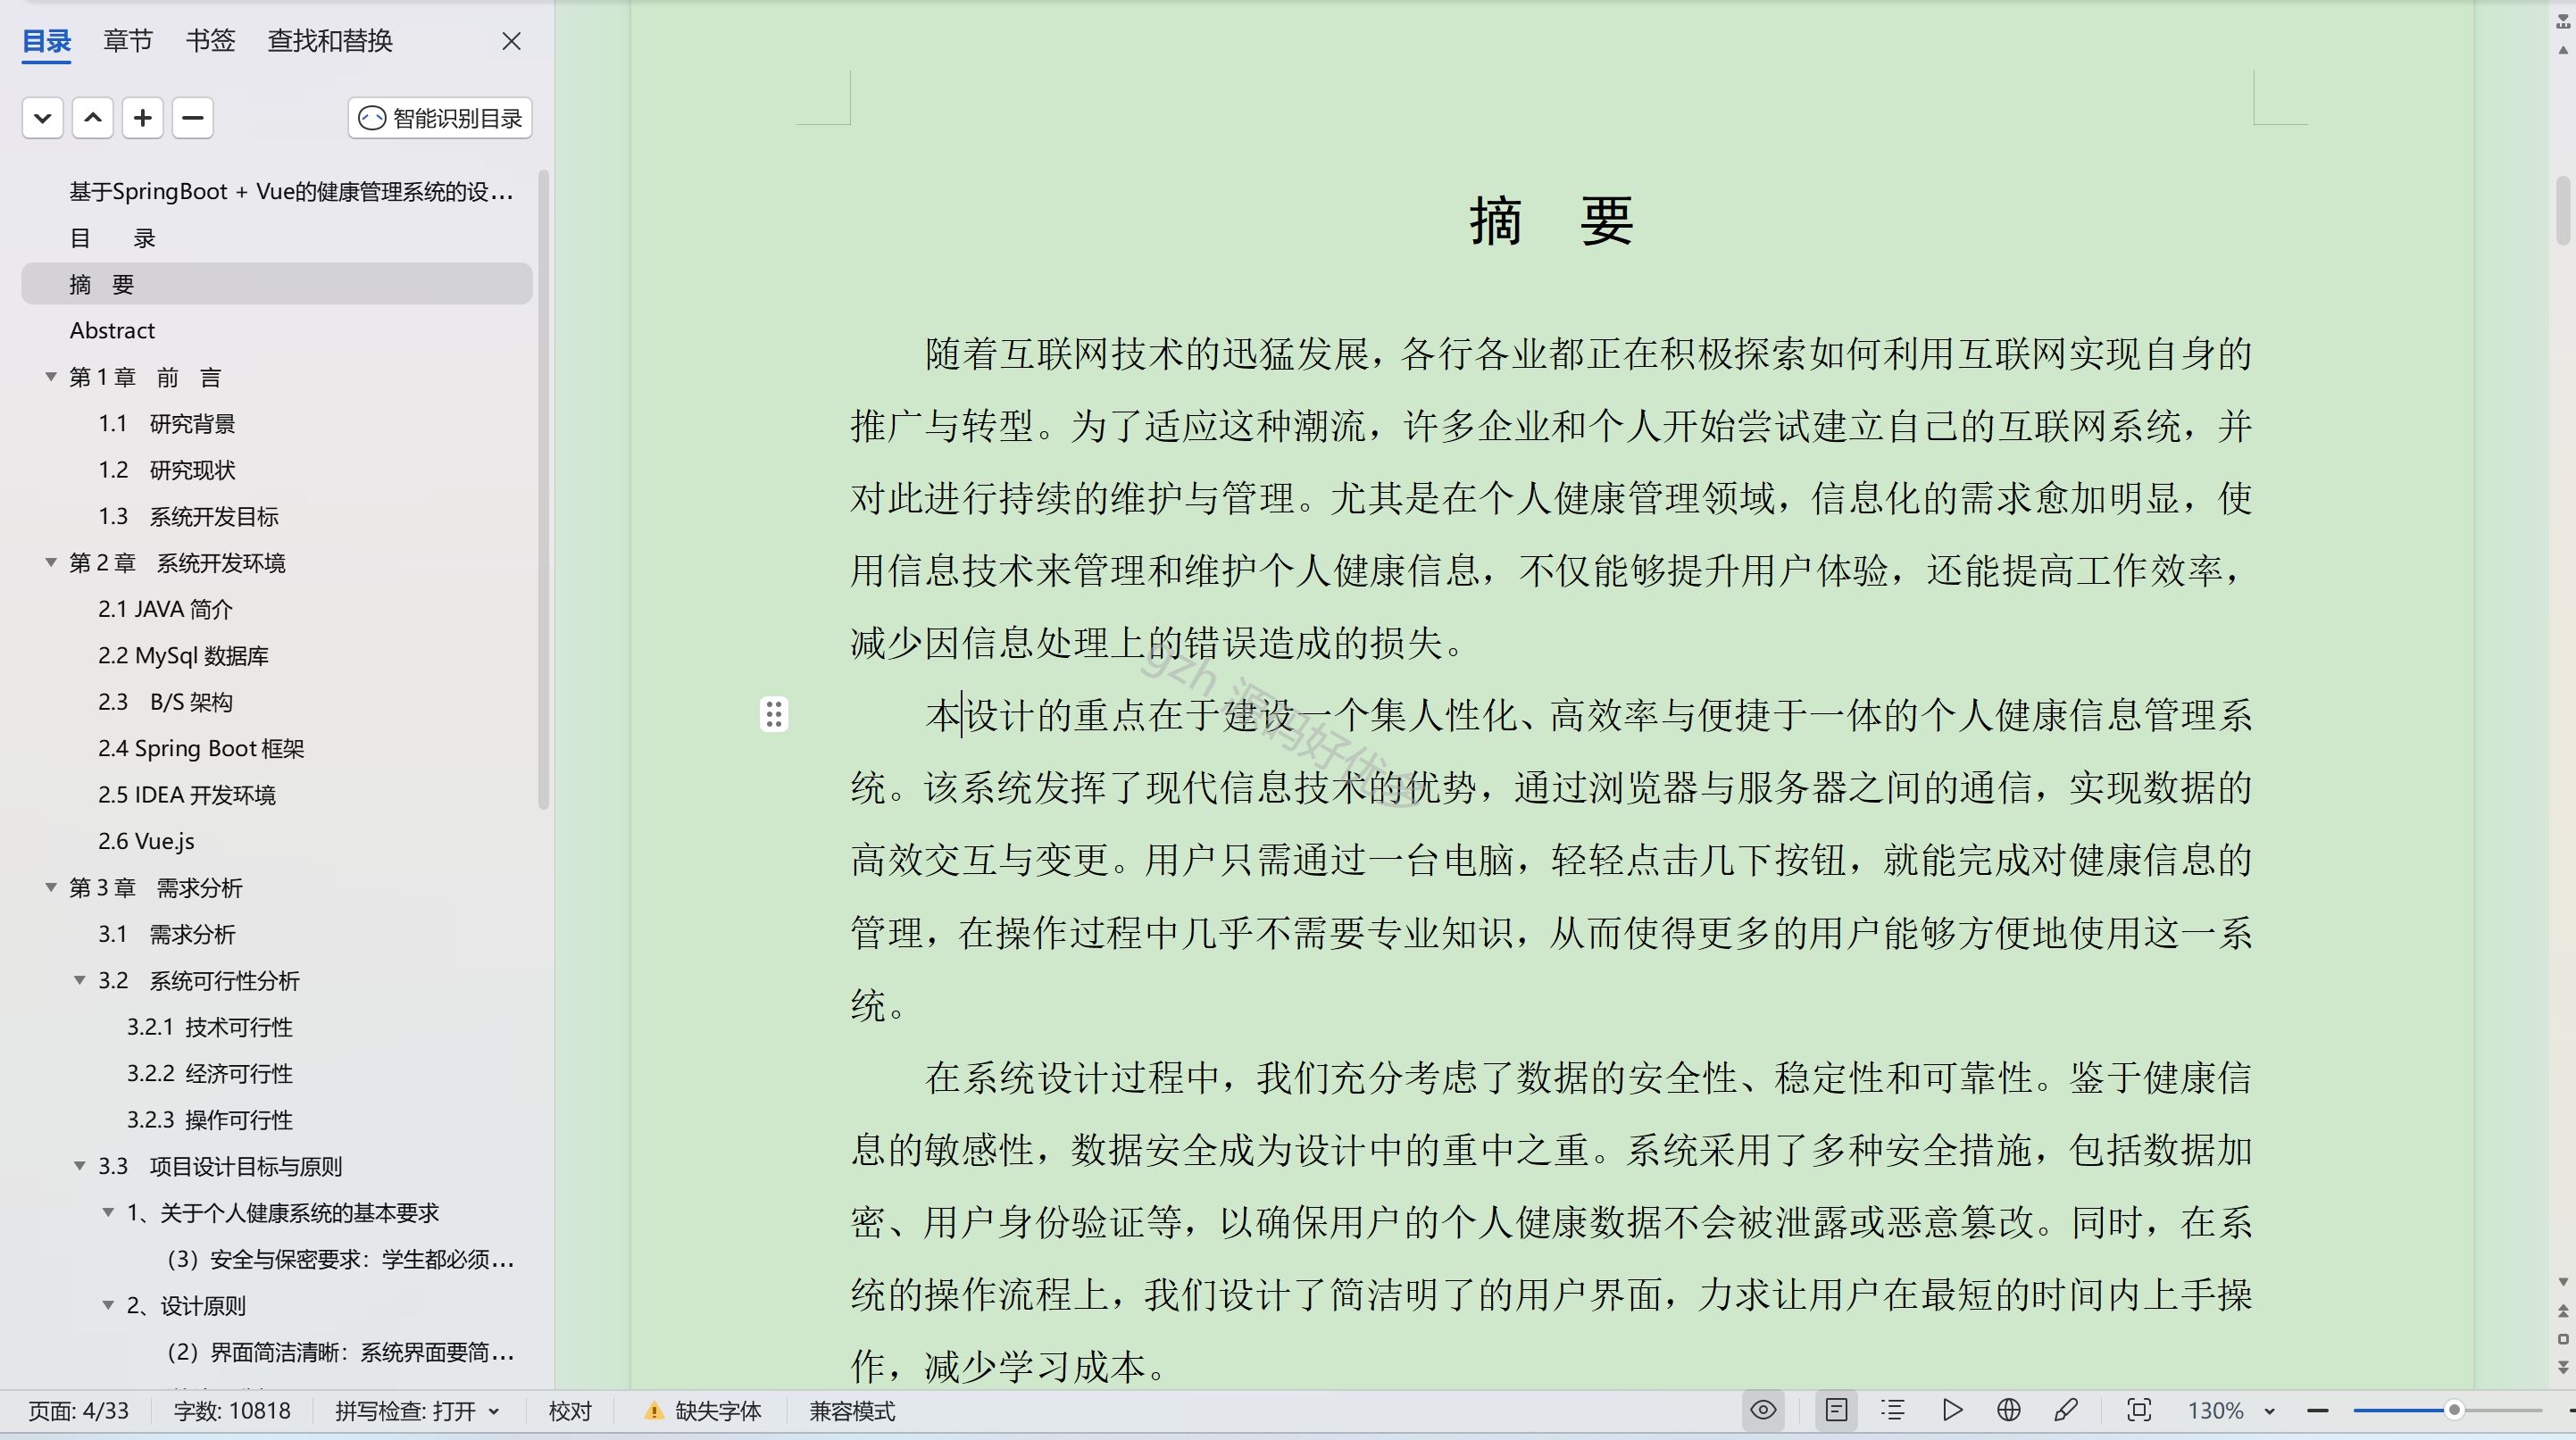 目录 章节 书签 查找和替换
智能识别目录
基于SpringBoot + Vue的健康管理系统的设...
目 录
摘 要
Abstract
第 1 章 前 言
1.1 研究背景
1.2 研究现状
1.3 系统开发目标
第 2 章 系统开发环境
2.1 JAVA 简介
2.2 MySql 数据库
2.3 B/S 架构
2.4 Spring Boot 框架
2.5 IDEA 开发环境
2.6 Vue.js
第 3 章 需求分析
3.1 需求分析
3.2 系统可行性分析
3.2.1 技术可行性
3.2.2 经济可行性
3.2.3 操作可行性
3.3 项目设计目标与原则
1、关于个人健康系统的基本要求
（3）安全与保密要求：学生都必须...
2、设计原则
（2）界面简洁清晰：系统界面要简...
摘 要
随着互联网技术的迅猛发展，各行各业都正在积极探索如何利用互联网实现自身的
推广与转型。为了适应这种潮流，许多企业和个人开始尝试建立自己的互联网系统，并
对此进行持续的维护与管理。尤其是在个人健康管理领域，信息化的需求愈加明显，使
用信息技术来管理和维护个人健康信息，不仅能够提升用户体验，还能提高工作效率，
减少因信息处理上的错误造成的损失。
本设计的重点在于建设一个集人性化、高效率与便捷于一体的个人健康信息管理系
统。该系统发挥了现代信息技术的优势，通过浏览器与服务器之间的通信，实现数据的
高效交互与变更。用户只需通过一台电脑，轻轻点击几下按钮，就能完成对健康信息的
管理，在操作过程中几乎不需要专业知识，从而使得更多的用户能够方便地使用这一系
统。
在系统设计过程中，我们充分考虑了数据的安全性、稳定性和可靠性。鉴于健康信
息的敏感性，数据安全成为设计中的重中之重。系统采用了多种安全措施，包括数据加
密、用户身份验证等，以确保用户的个人健康数据不会被泄露或恶意篡改。同时，在系
统的操作流程上，我们设计了简洁明了的用户界面，力求让用户在最短的时间内上手操
作，减少学习成本。
gzh 源码好优多
页面: 4/33 字数: 10818 拼写检查: 打开 校对 缺失字体 兼容模式 130%